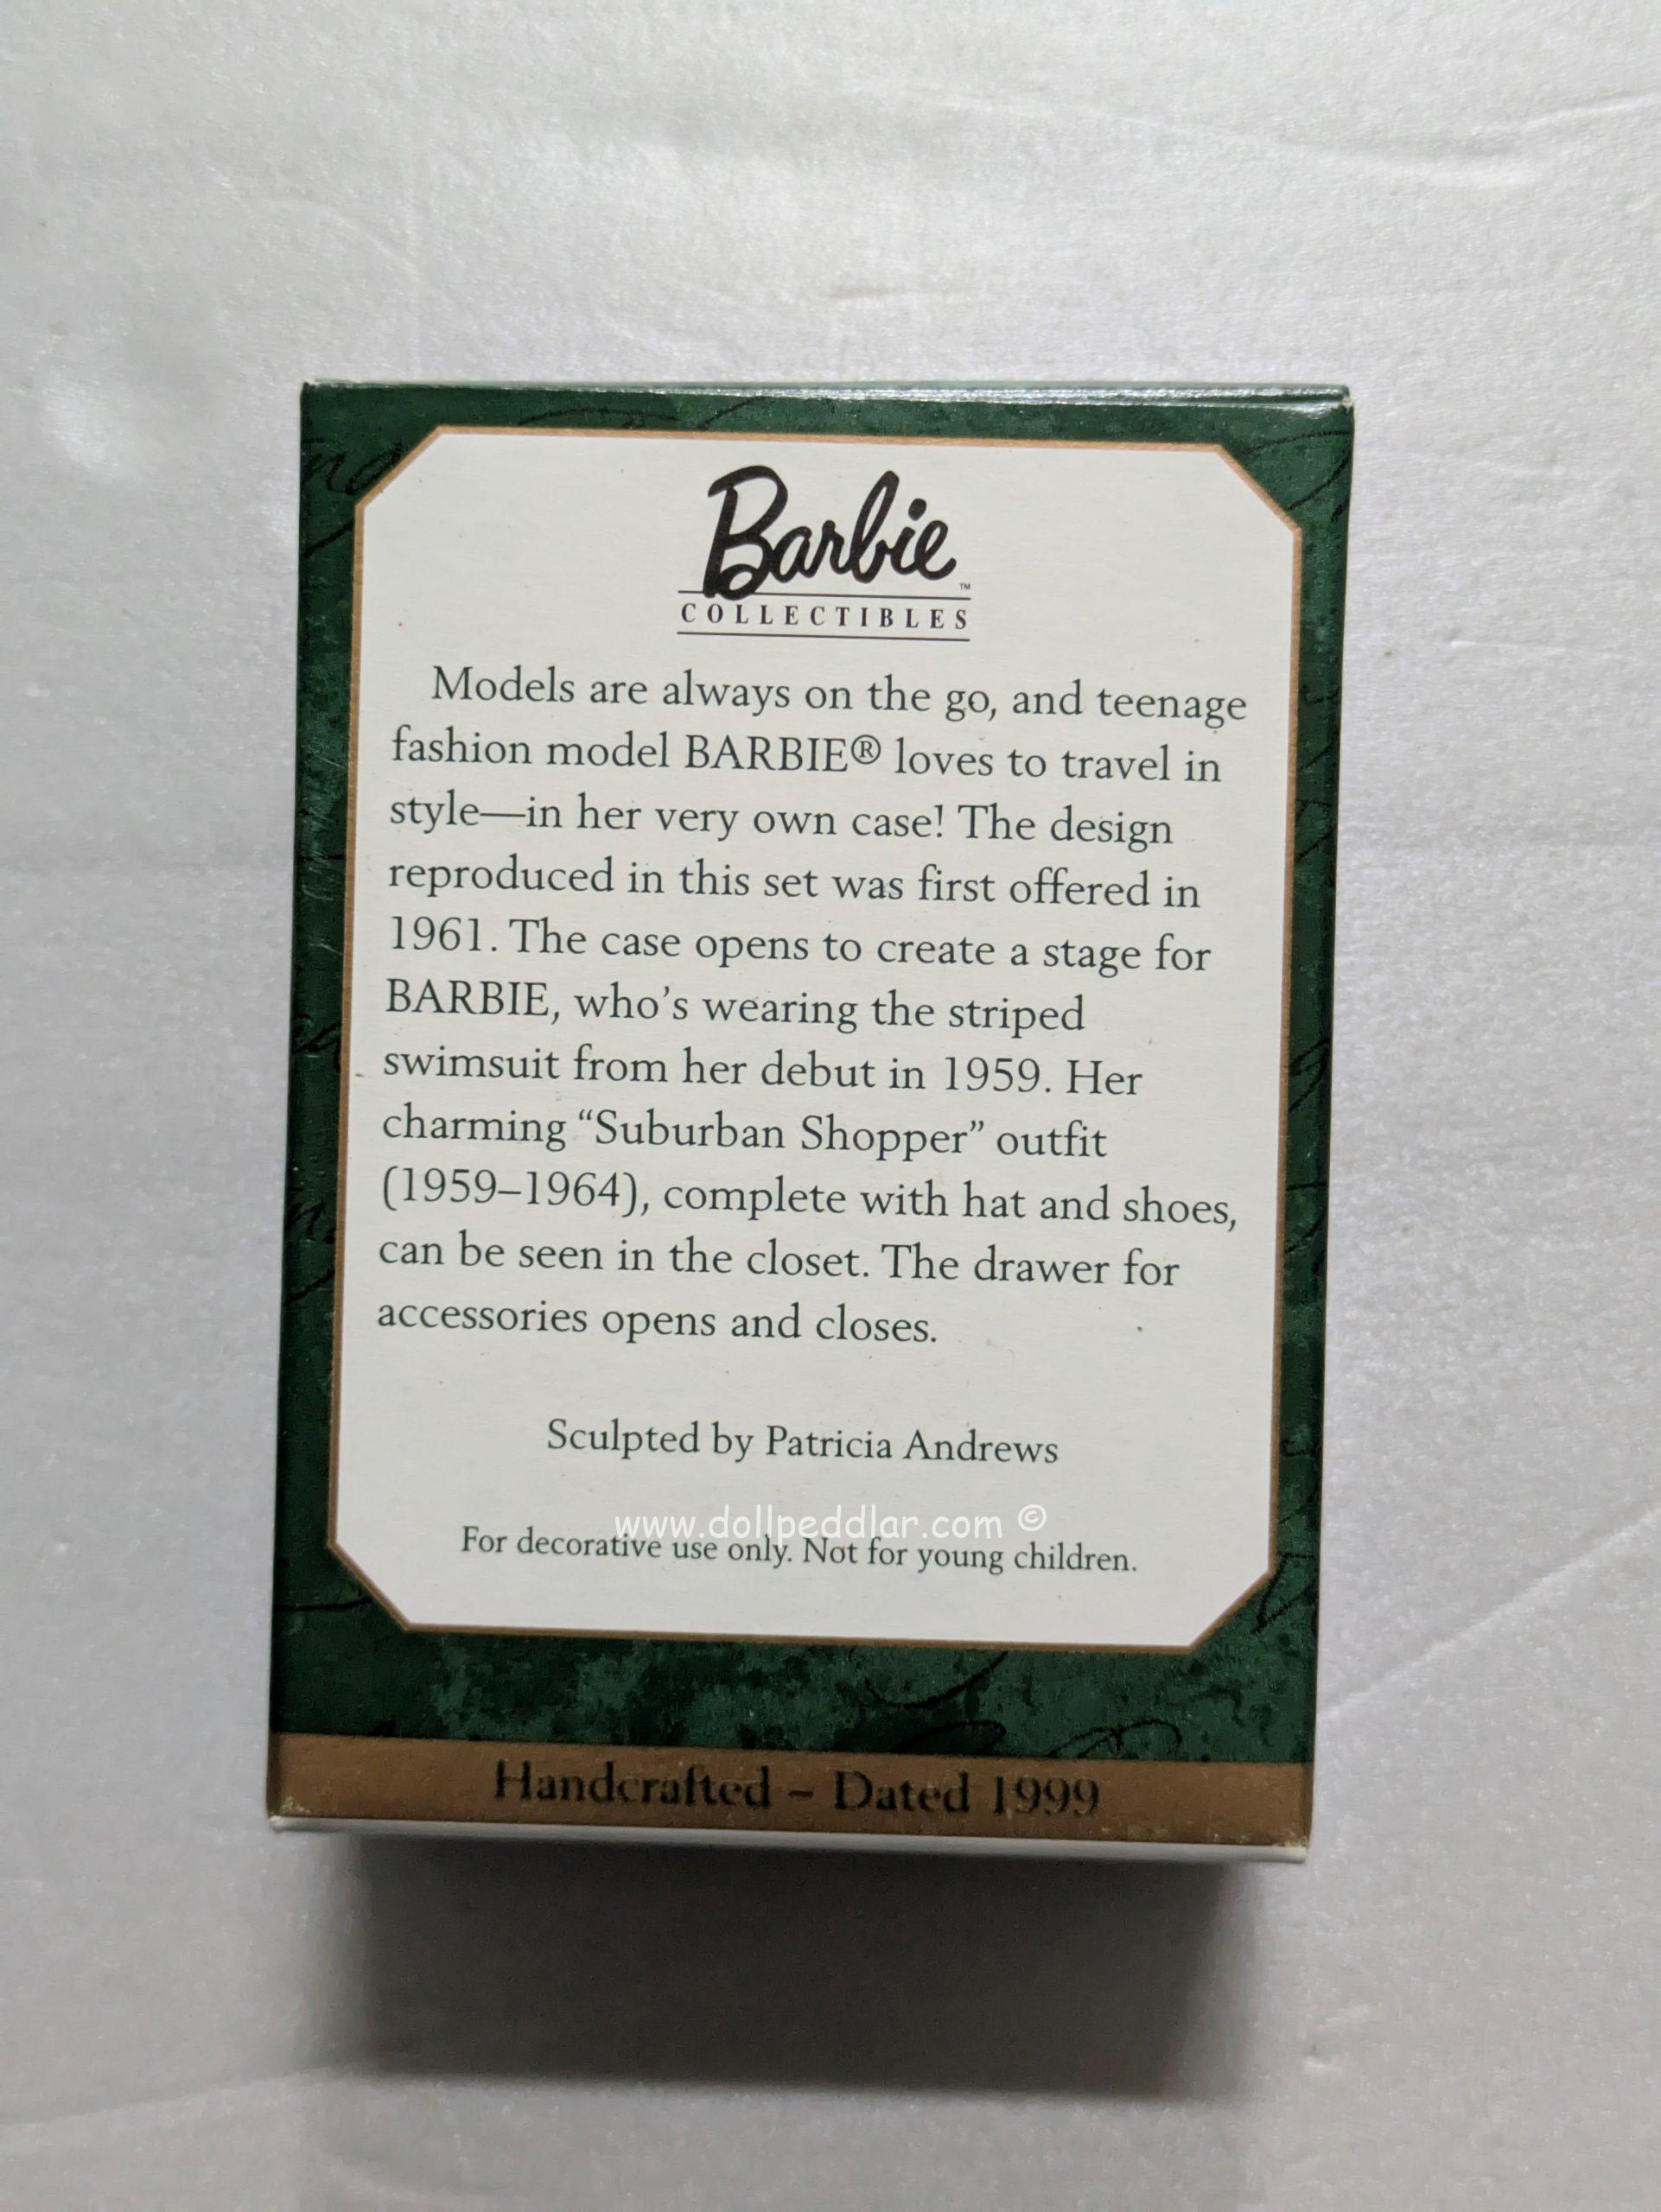 Barbie™
COLLECTIBLES
Models are always on the go, and teenage
fashion model BARBIE® loves to travel in
style—in her very own case! The design
reproduced in this set was first offered in
1961. The case opens to create a stage for
BARBIE, who’s wearing the striped
swimsuit from her debut in 1959. Her
charming “Suburban Shopper” outfit
(1959–1964), complete with hat and shoes,
can be seen in the closet. The drawer for
accessories opens and closes.
Sculpted by Patricia Andrews
www.dollpeddlar.com ©
For decorative use only. Not for young children.
Handcrafted – Dated 1999